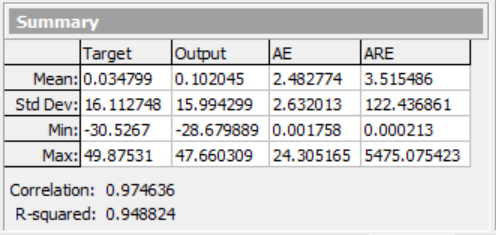 Summary
Target Output AE ARE
Mean: 0.034799 0.102045 2.482774 3.515486
Std Dev: 16.112748 15.994299 2.632013 122.436861
Min: -30.5267 -28.679889 0.001758 0.000213
Max: 49.87531 47.660309 24.305165 5475.075423
Correlation: 0.974636
R-squared: 0.948824